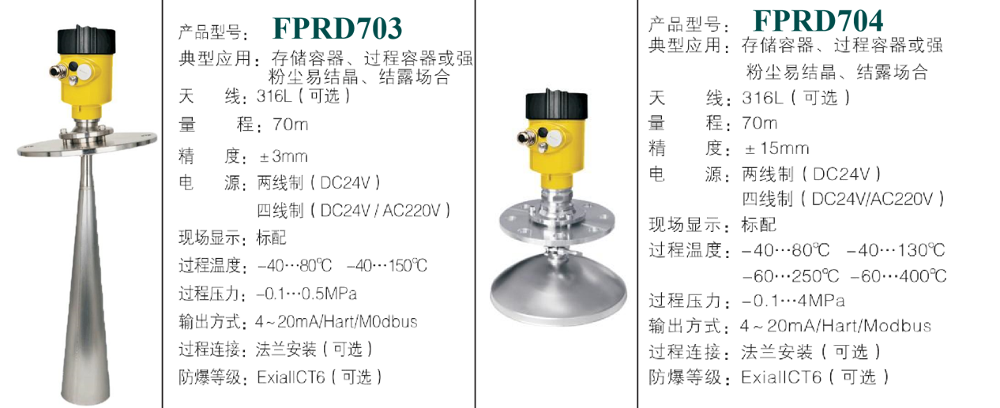 产品型号： FPRD703
典型应用：存储容器、过程容器或强
粉尘易结晶、结露场合
天 线：316L（可选）
量 程：70m
精 度：±3mm
电 源：两线制（DC24V）
四线制（DC24V / AC220V）
现场显示：标配
过程温度：-40…80℃ -40…150℃
过程压力：-0.1…0.5MPa
输出方式：4~20mA/Hart/M0dbus
过程连接：法兰安装（可选）
防爆等级：ExiaIICT6（可选）
产品型号： FPRD704
典型应用：存储容器、过程容器或强
粉尘易结晶、结露场合
天 线：316L（可选）
量 程：70m
精 度：±15mm
电 源：两线制（DC24V）
四线制（DC24V/AC220V）
现场显示：标配
过程温度：-40…80℃ -40…130℃
-60…250℃ -60…400℃
过程压力：-0.1…4MPa
输出方式：4~20mA/Hart/Modbus
过程连接：法兰安装（可选）
防爆等级：ExiaIICT6（可选）